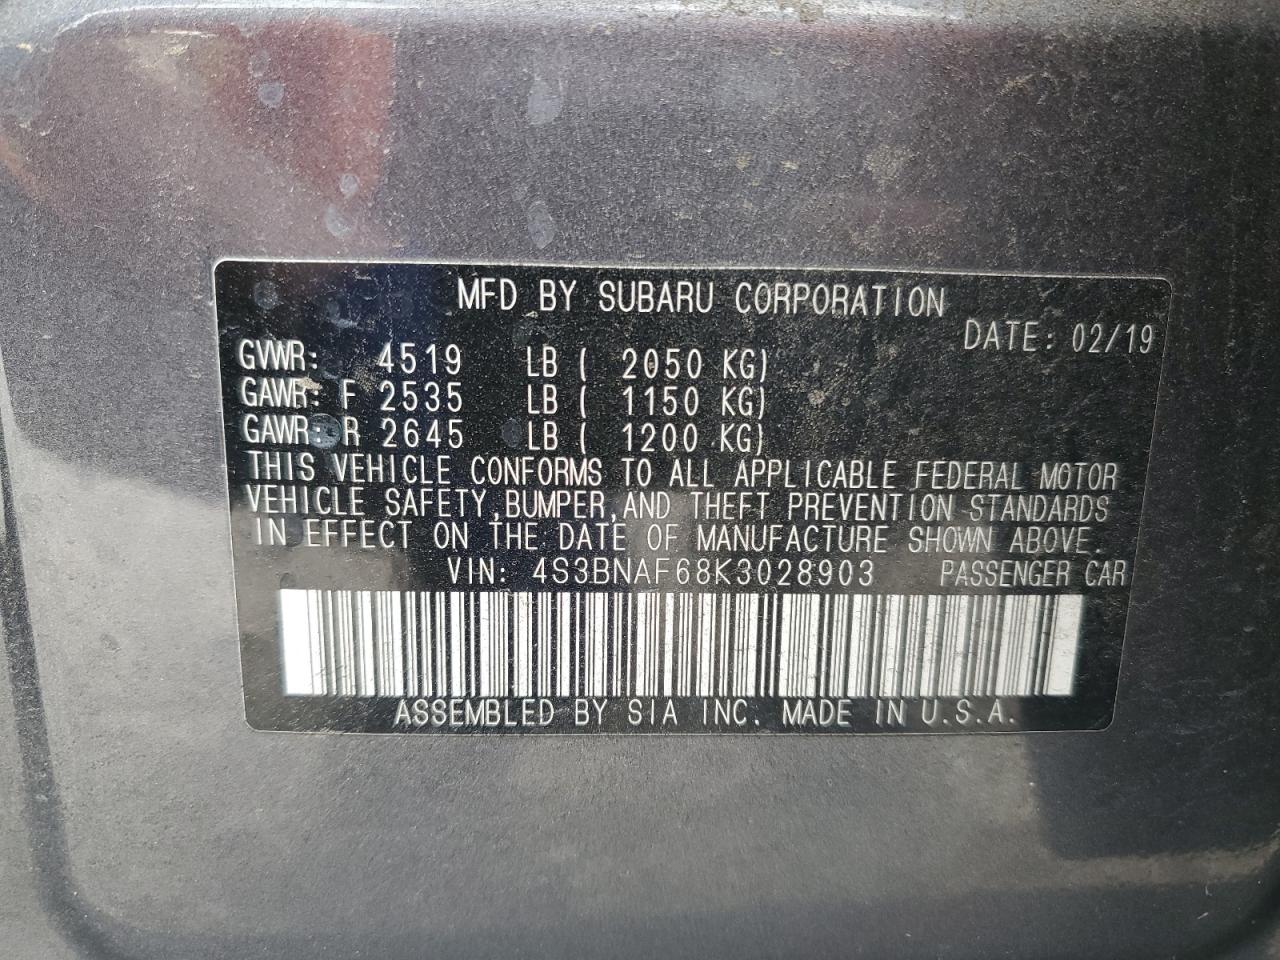 MFD BY SUBARU CORPORATION
DATE: 02/19
GVWR: 4519 LB ( 2050 KG)
GAWR: F 2535 LB ( 1150 KG)
GAWR: R 2645 LB ( 1200 KG)
THIS VEHICLE CONFORMS TO ALL APPLICABLE FEDERAL MOTOR
VEHICLE SAFETY, BUMPER, AND THEFT PREVENTION STANDARDS
IN EFFECT ON THE DATE OF MANUFACTURE SHOWN ABOVE.
VIN: 4S3BNAF68K3028903 PASSENGER CAR
ASSEMBLED BY SIA INC. MADE IN U.S.A.